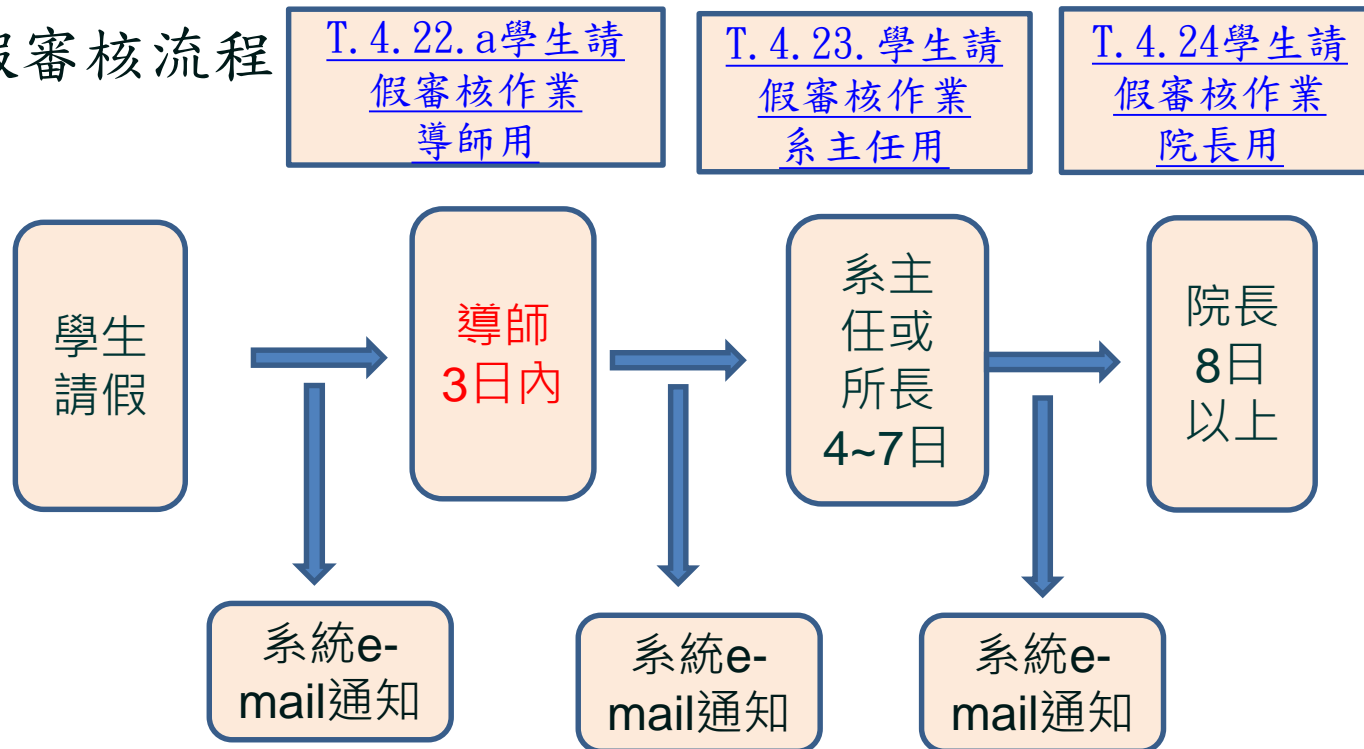 假審核流程
T.4.22.a學生請
假審核作業
導師用
T.4.23.學生請
假審核作業
系主任用
T.4.24學生請
假審核作業
院長用
學生
請假
導師
3日內
系主
任或
所長
4~7日
院長
8日
以上
系統e-
mail通知
系統e-
mail通知
系統e-
mail通知